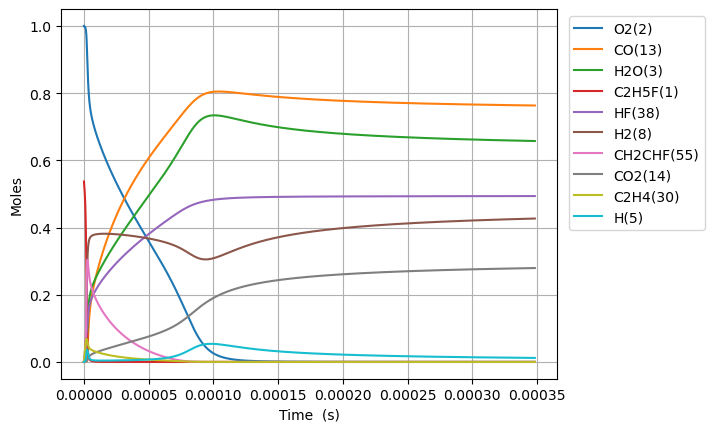 1.0
0.8
0.6
0.4
0.2
0.0
Moles
0.00000 0.00005 0.00010 0.00015 0.00020 0.00025 0.00030 0.00035
Time (s)
O2(2)
CO(13)
H2O(3)
C2H5F(1)
HF(38)
H2(8)
CH2CHF(55)
CO2(14)
C2H4(30)
H(5)